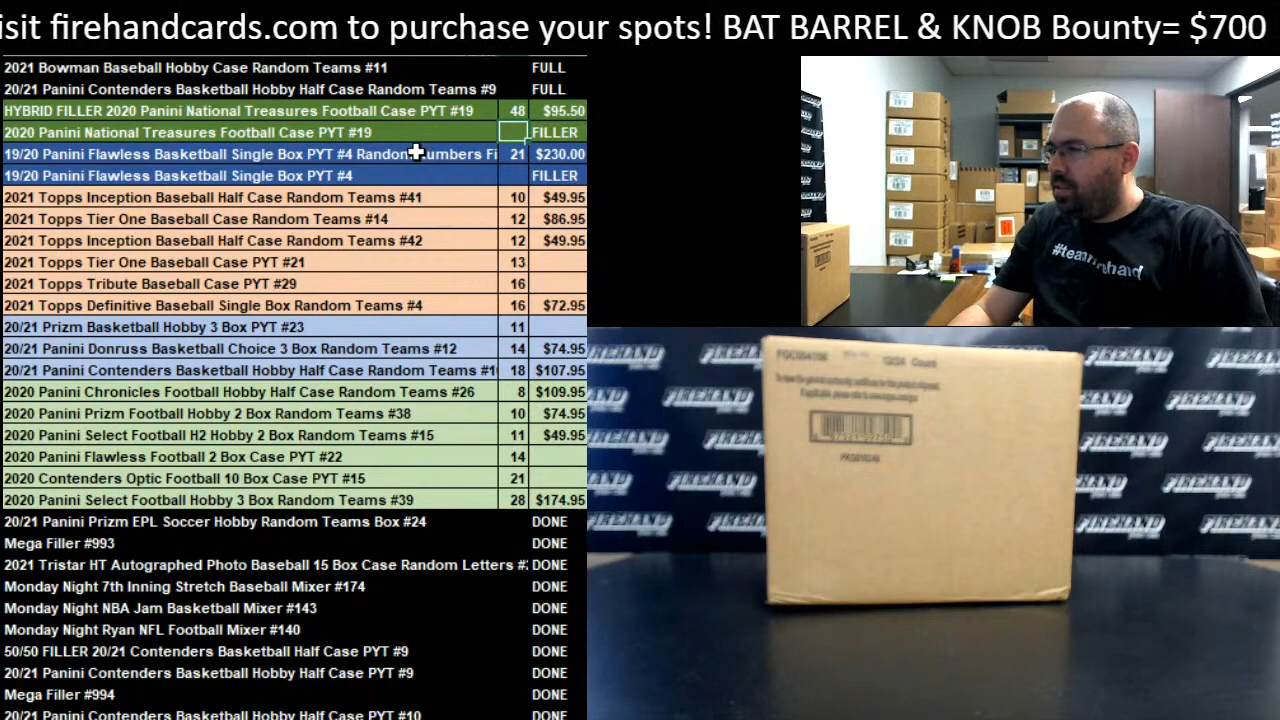 isit firehandcards.com to purchase your spots! BAT BARREL & KNOB Bounty= $700
2021 Bowman Baseball Hobby Case Random Teams #11 FULL
20/21 Panini Contenders Basketball Hobby Half Case Random Teams #9 FULL
HYBRID FILLER 2020 Panini National Treasures Football Case PYT #19 48 $95.50
2020 Panini National Treasures Football Case PYT #19 FILLER
19/20 Panini Flawless Basketball Single Box PYT #4 Random Numbers Fi 21 $230.00
19/20 Panini Flawless Basketball Single Box PYT #4 FILLER
2021 Topps Inception Baseball Half Case Random Teams #41 10 $49.95
2021 Topps Tier One Baseball Case Random Teams #14 12 $86.95
2021 Topps Inception Baseball Half Case Random Teams #42 12 $49.95
2021 Topps Tier One Baseball Case PYT #21 13
2021 Topps Tribute Baseball Case PYT #29 16
2021 Topps Definitive Baseball Single Box Random Teams #4 16 $72.95
20/21 Prizm Basketball Hobby 3 Box PYT #23 11
20/21 Panini Donruss Basketball Choice 3 Box Random Teams #12 14 $74.95
20/21 Panini Contenders Basketball Hobby Half Case Random Teams #1 18 $107.95
2020 Panini Chronicles Football Hobby Half Case Random Teams #26 8 $109.95
2020 Panini Prizm Football Hobby 2 Box Random Teams #38 10 $74.95
2020 Panini Select Football H2 Hobby 2 Box Random Teams #15 11 $49.95
2020 Panini Flawless Football 2 Box Case PYT #22 14
2020 Contenders Optic Football 10 Box Case PYT #15 21
2020 Panini Select Football Hobby 3 Box Random Teams #39 28 $174.95
20/21 Panini Prizm EPL Soccer Hobby Random Teams Box #24 DONE
Mega Filler #993 DONE
2021 Tristar HT Autographed Photo Baseball 15 Box Case Random Letters #: DONE
Monday Night 7th Inning Stretch Baseball Mixer #174 DONE
Monday Night NBA Jam Basketball Mixer #143 DONE
Monday Night Ryan NFL Football Mixer #140 DONE
50/50 FILLER 20/21 Contenders Basketball Half Case PYT #9 DONE
20/21 Panini Contenders Basketball Hobby Half Case PYT #9 DONE
Mega Filler #994 DONE
20/21 Panini Contenders Basketball Hobby Half Case PYT #10 DONE
#teamfirehand
12/24 Count
FIREHAND